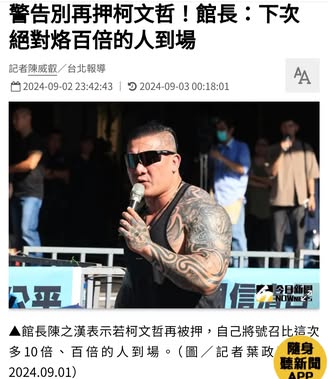 警告別再押柯文哲！館長：下次
絕對烙百倍的人到場
記者陳威叡／台北報導
AA
2024-09-02 23:42:43 | 2024-09-03 00:18:01
公平
今日新聞
NOWnews
▲館長陳之漢表示若柯文哲再被押，自己將號召比這次
多10倍、百倍的人到場。（圖／記者葉政
2024.09.01）
隨身
聽新聞
APP